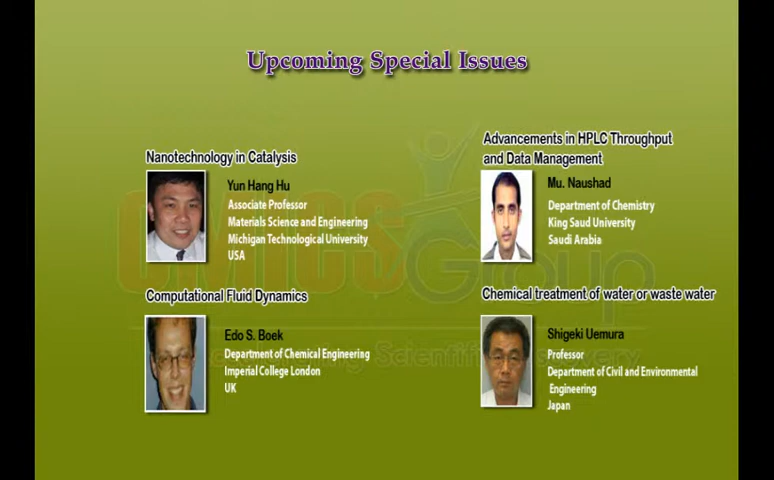 Upcoming Special Issues
Nanotechnology in Catalysis
Yun Hang Hu
Associate Professor
Materials Science and Engineering
Michigan Technological University
USA
Advancements in HPLC Throughput
and Data Management
Mu. Naushad
Department of Chemistry
King Saud University
Saudi Arabia
Computational Fluid Dynamics
Edo S. Boek
Department of Chemical Engineering
Imperial College London
UK
Chemical treatment of water or waste water
Shigeki Uemura
Professor
Department of Civil and Environmental
Engineering
Japan
OMICS
Group